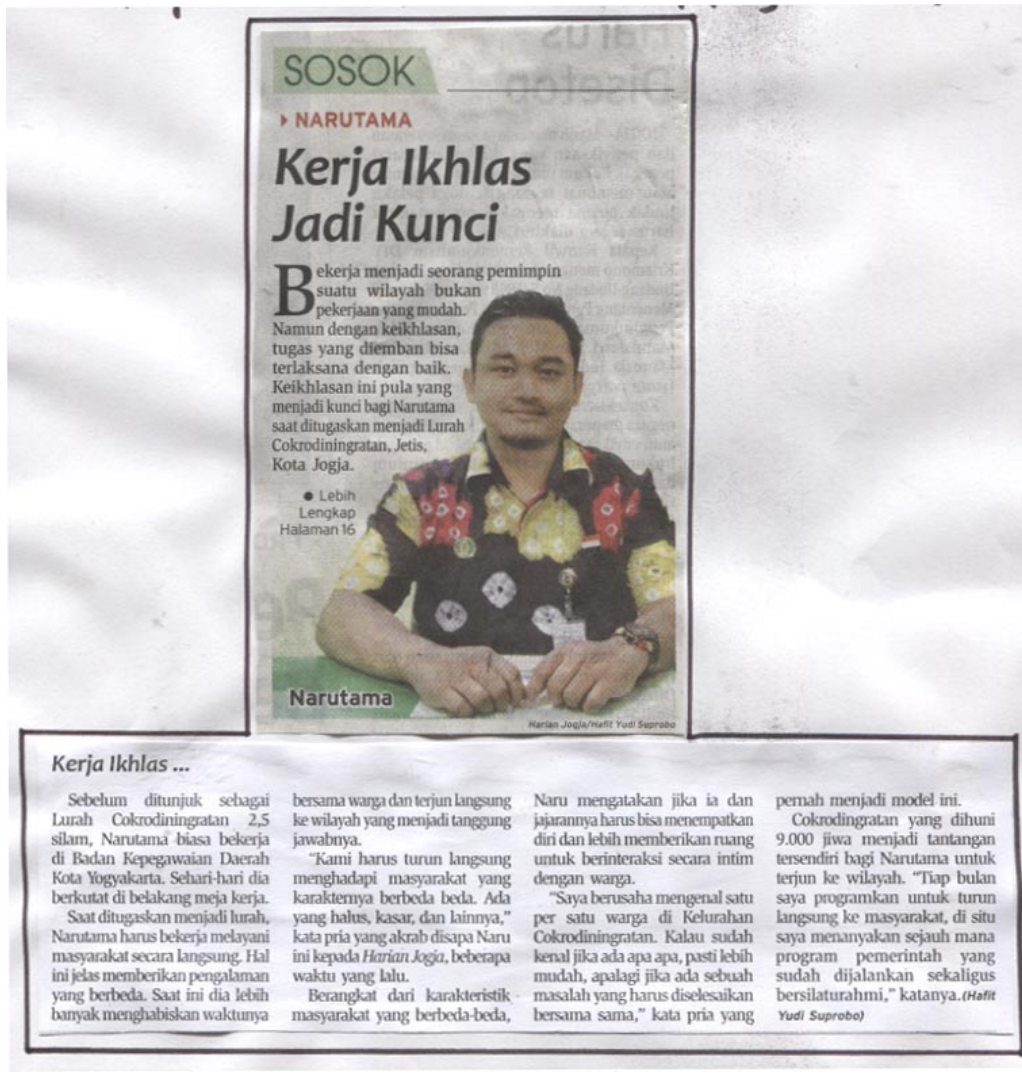 SOSOK
NARUTAMA
Kerja Ikhlas
Jadi Kunci
Bekerja menjadi seorang pemimpin
suatu wilayah bukan
pekerjaan yang mudah.
Namun dengan keikhlasan,
tugas yang diemban bisa
terlaksana dengan baik.
Keikhlasan ini pula yang
menjadi kunci bagi Narutama
saat ditugaskan menjadi Lurah
Cokrodiningratan, Jetis,
Kota Jogja.
● Lebih
Lengkap
Halaman 16
Narutama
Harian Jogja/Hafit Yudi Suprobo
Kerja Ikhlas ...
Sebelum ditunjuk sebagai
Lurah Cokrodiningratan 2,5
silam, Narutama biasa bekerja
di Badan Kepegawaian Daerah
Kota Yogyakarta. Sehari-hari dia
berkutat di belakang meja kerja.
Saat ditugaskan menjadi lurah,
Narutama harus bekerja melayani
masyarakat secara langsung. Hal
ini jelas memberikan pengalaman
yang berbeda. Saat ini dia lebih
banyak menghabiskan waktunya
bersama warga dan terjun langsung
ke wilayah yang menjadi tanggung
jawabnya.
“Kami harus turun langsung
menghadapi masyarakat yang
karakternya berbeda beda. Ada
yang halus, kasar, dan lainnya,”
kata pria yang akrab disapa Naru
ini kepada Harian Jogja, beberapa
waktu yang lalu.
Berangkat dari karakteristik
masyarakat yang berbeda-beda,
Naru mengatakan jika ia dan
jajarannya harus bisa menempatkan
diri dan lebih memberikan ruang
untuk berinteraksi secara intim
dengan warga.
“Saya berusaha mengenal satu
per satu warga di Kelurahan
Cokrodiningratan. Kalau sudah
kenal jika ada apa apa, pasti lebih
mudah, apalagi jika ada sebuah
masalah yang harus diselesaikan
bersama sama,” kata pria yang
pernah menjadi model ini.
Cokrodingratan yang dihuni
9.000 jiwa menjadi tantangan
tersendiri bagi Narutama untuk
terjun ke wilayah. “Tiap bulan
saya programkan untuk turun
langsung ke masyarakat, di situ
saya menanyakan sejauh mana
program pemerintah yang
sudah dijalankan sekaligus
bersilaturahmi,” katanya.(Hafit
Yudi Suprobo)